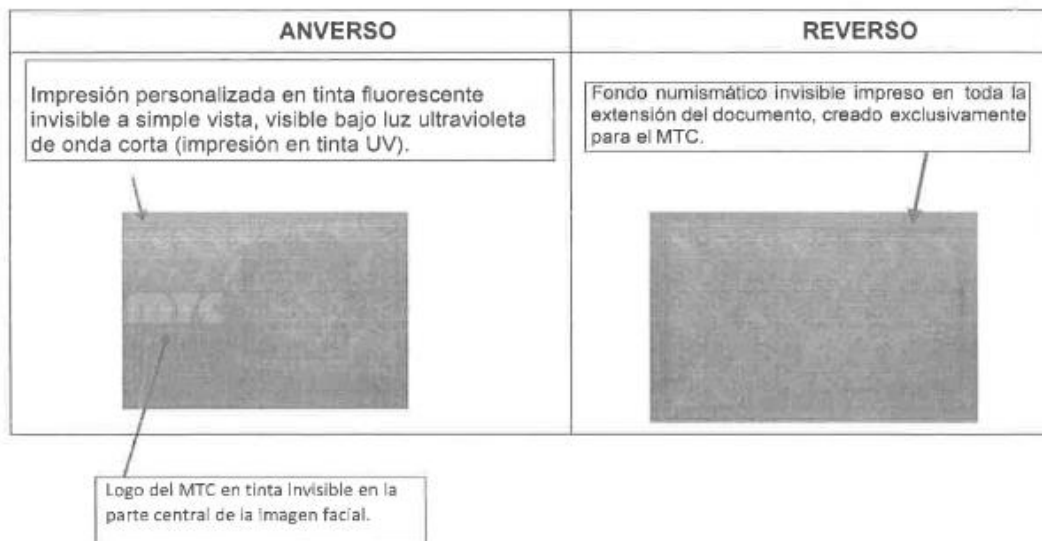 ANVERSO
REVERSO
Impresión personalizada en tinta fluorescente
invisible a simple vista, visible bajo luz ultravioleta
de onda corta (impresión en tinta UV).
Fondo numismático invisible impreso en toda la
extensión del documento, creado exclusivamente
para el MTC.
MTC
Logo del MTC en tinta invisible en la
parte central de la imagen facial.